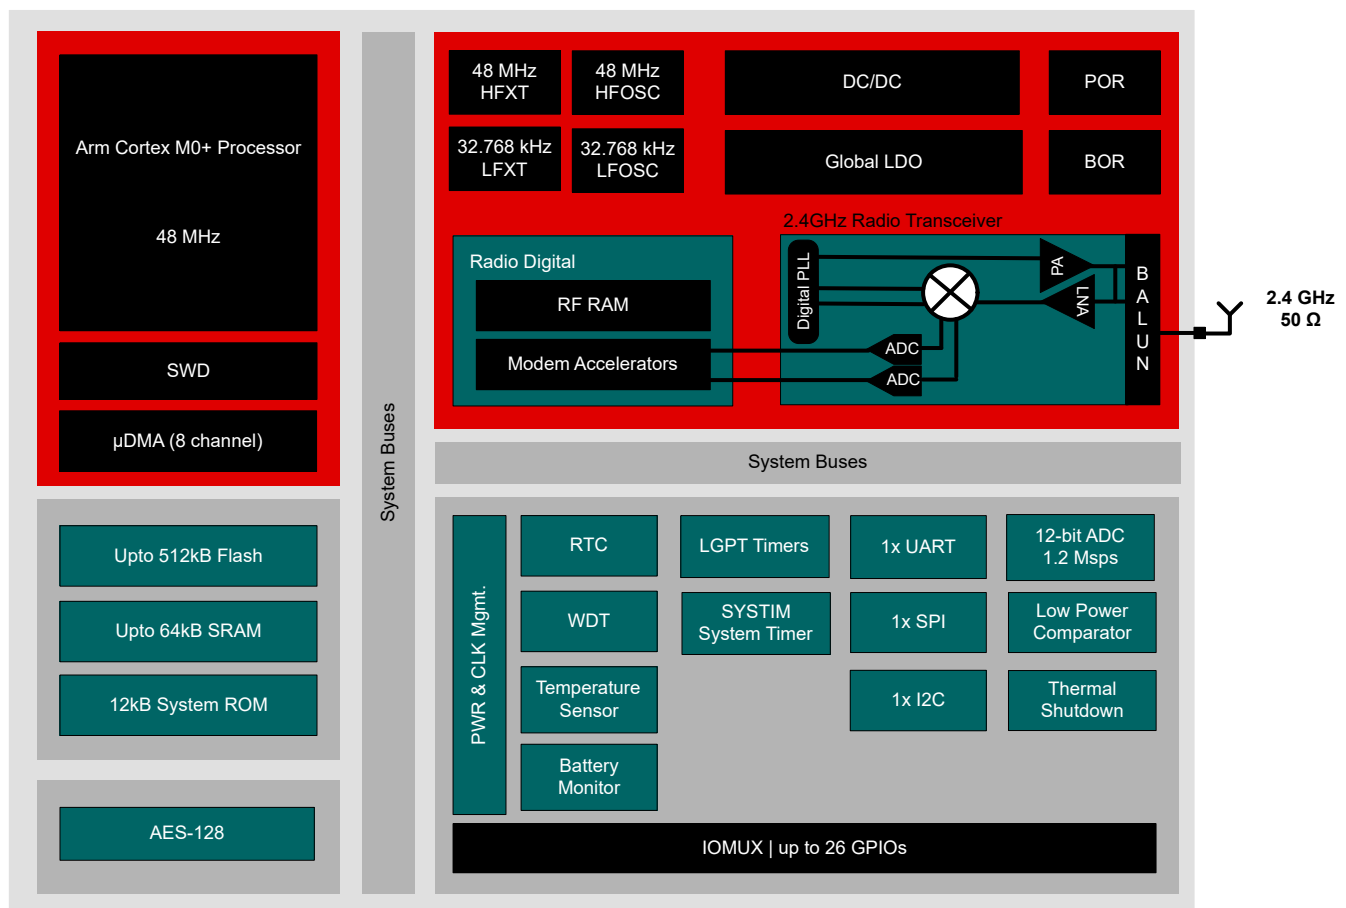 Arm Cortex M0+ Processor
48 MHz
SWD
µDMA (8 channel)
Upto 512kB Flash
Upto 64kB SRAM
12kB System ROM
AES-128
System Buses
48 MHz
HFXT
48 MHz
HFOSC
32.768 kHz
LFXT
32.768 kHz
LFOSC
DC/DC
Global LDO
POR
BOR
Radio Digital
RF RAM
Modem Accelerators
2.4GHz Radio Transceiver
Digital PLL
PA
LNA
ADC
ADC
BALUN
2.4 GHz
50 Ω
System Buses
PWR & CLK Mgmt.
RTC
WDT
Temperature
Sensor
Battery
Monitor
LGPT Timers
SYSTIM
System Timer
1x UART
1x SPI
1x I2C
12-bit ADC
1.2 Msps
Low Power
Comparator
Thermal
Shutdown
IOMUX | up to 26 GPIOs